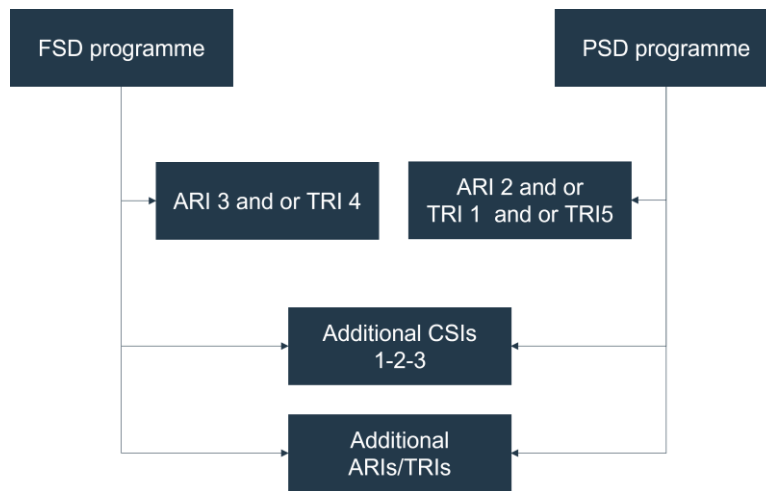 FSD programme
PSD programme
ARI 3 and or TRI 4
ARI 2 and or
TRI 1  and or TRI5
Additional CSIs
1-2-3
Additional
ARIs/TRIs